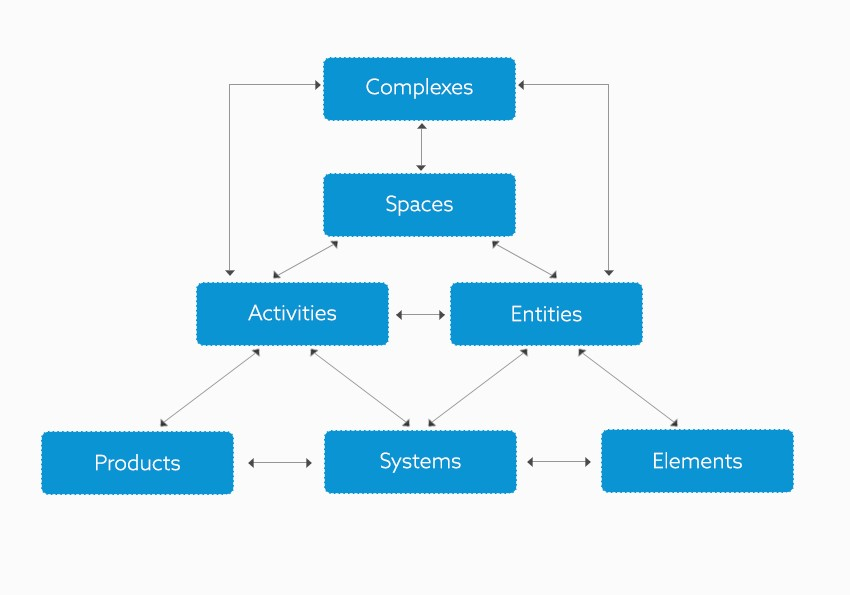 Complexes
Spaces
Activities
Entities
Products
Systems
Elements